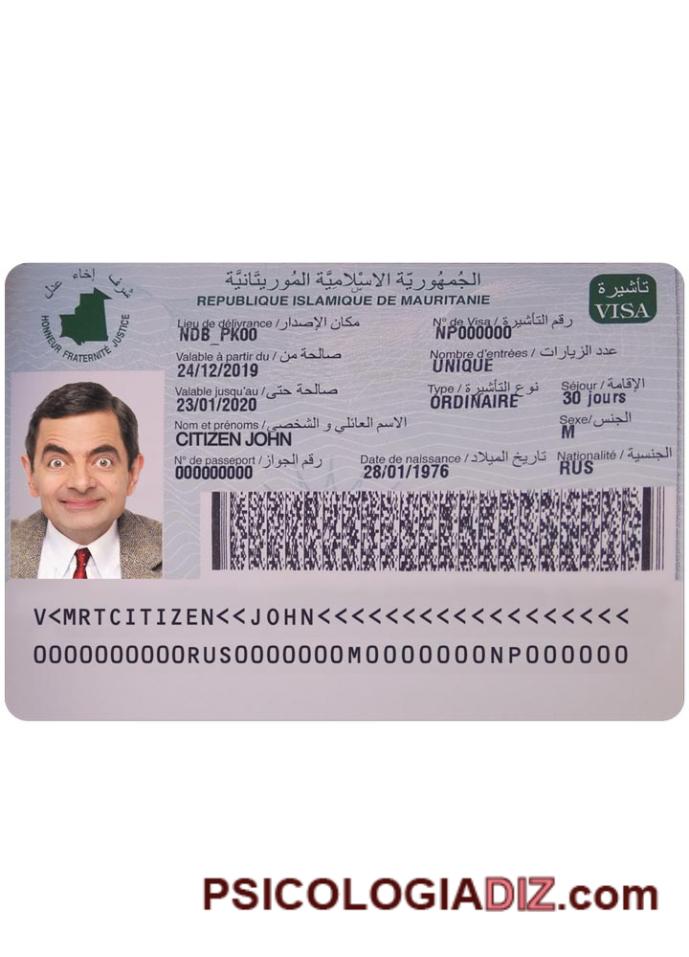 الجُمهُوريّة الاسْلاميَّة المُوريتَانيَّة
REPUBLIQUE ISLAMIQUE DE MAURITANIE
شرف إخاء عدل
HONNEUR FRATERNITE JUSTICE
تأشيرة
VISA
Lieu de délivrance / مكان الإصدار
NDB_PK00
N° de Visa / رقم التأشيرة
NP000000
Valable à partir du / صالحة من
24/12/2019
Nombre d'entrées / عدد الزيارات
UNIQUE
Valable jusqu'au / صالحة حتى
23/01/2020
Type / نوع التأشيرة
ORDINAIRE
Séjour / الإقامة
30 jours
Nom et prénoms / الاسم العائلي و الشخصي
CITIZEN JOHN
Sexe / الجنس
M
N° de passeport / رقم الجواز
000000000
Date de naissance / تاريخ الميلاد
28/01/1976
Nationalité / الجنسية
RUS
V<MRTCITIZEN<<JOHN<<<<<<<<<<<<<<<<<<<
0000000000RUS0000000M0000000NP000000
PSICOLOGIADIZ.com